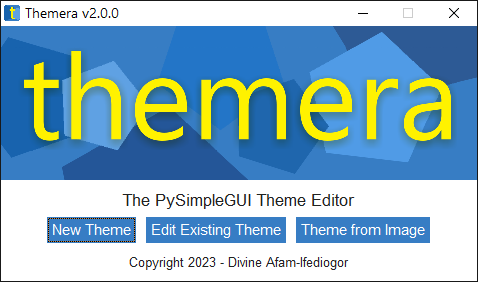 Themera v2.0.0
themera
The PySimpleGUI Theme Editor
New Theme Edit Existing Theme Theme from Image
Copyright 2023 - Divine Afam-Ifediogor